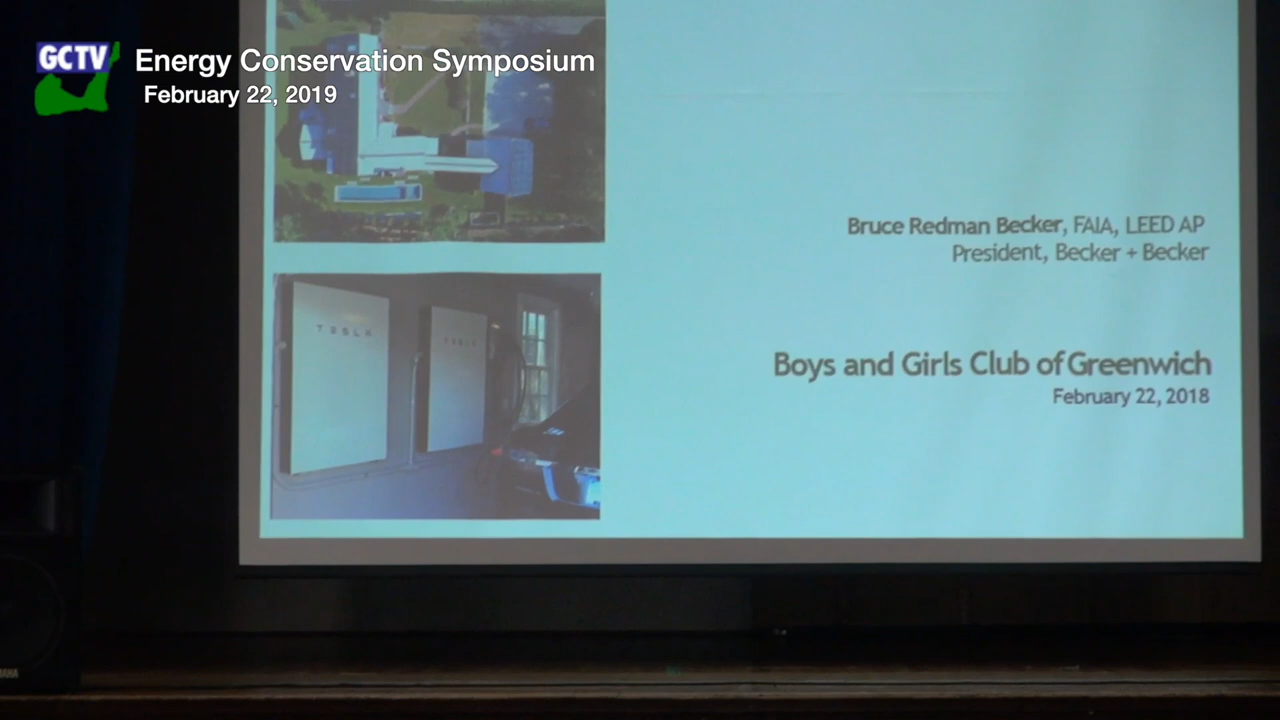 GCTV
Energy Conservation Symposium
February 22, 2019
Bruce Redman Becker, FAIA, LEED AP
President, Becker + Becker
TESLA
TESLA
Boys and Girls Club of Greenwich
February 22, 2018